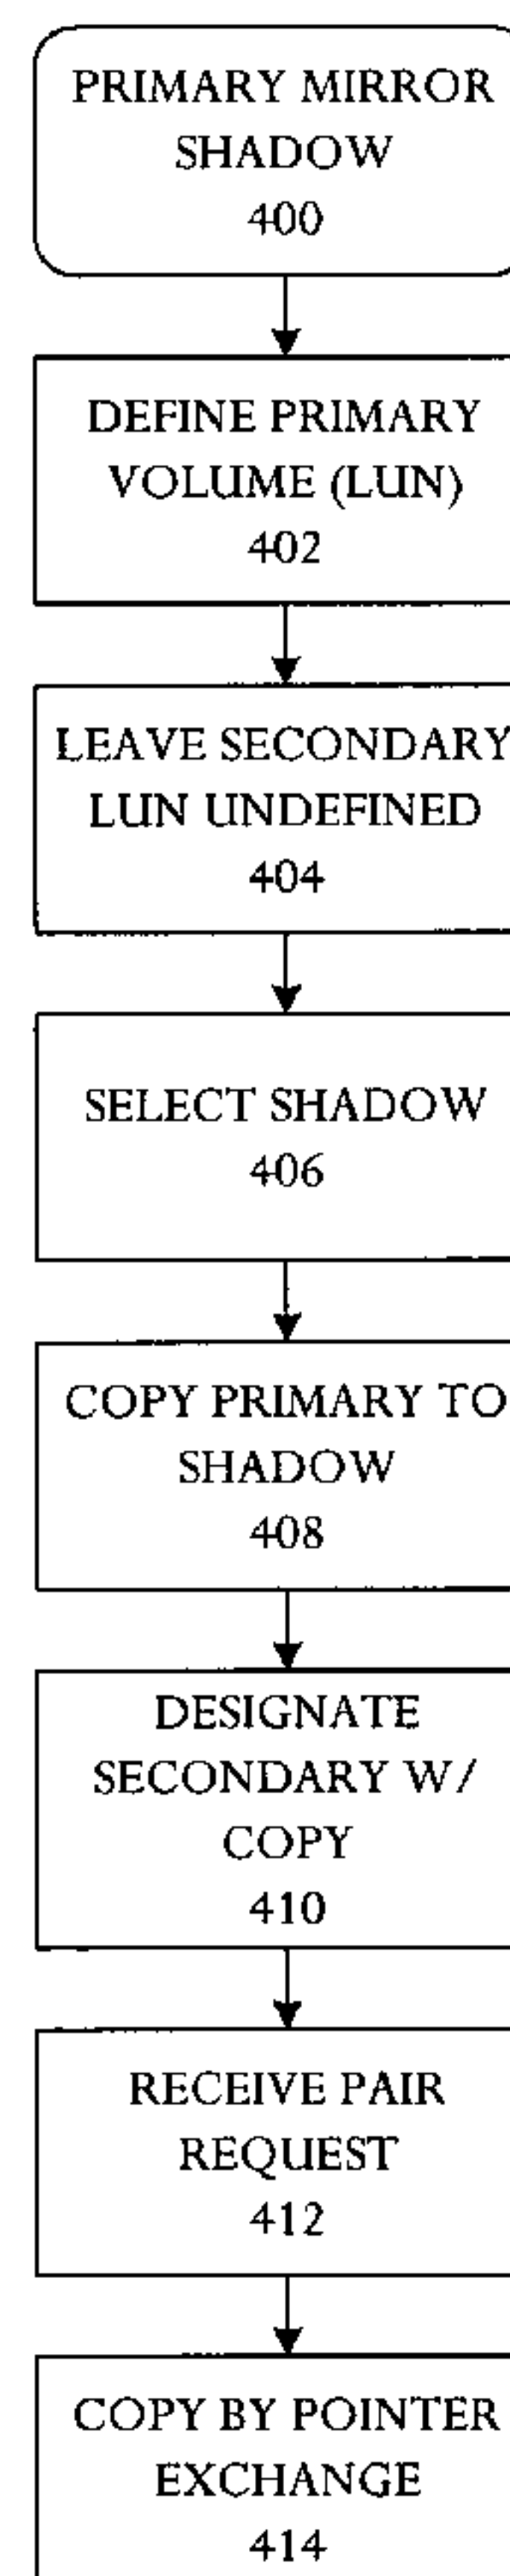 PRIMARY MIRROR
SHADOW
400
DEFINE PRIMARY
VOLUME (LUN)
402
LEAVE SECONDARY
LUN UNDEFINED
404
SELECT SHADOW
406
COPY PRIMARY TO
SHADOW
408
DESIGNATE
SECONDARY W/
COPY
410
RECEIVE PAIR
REQUEST
412
COPY BY POINTER
EXCHANGE
414